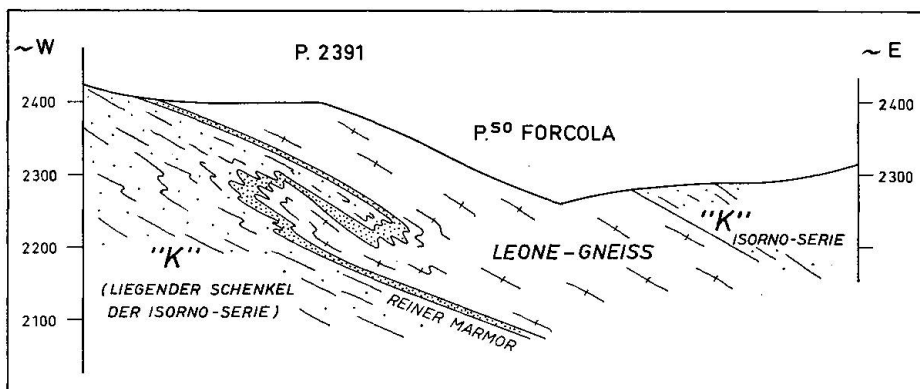 ~W
P. 2391
~E
2400
2400
P.SO FORCOLA
2300
2300
"K"
ISORNO-SERIE
2200
LEONE-GNEISS
"K"
(LIEGENDER SCHENKEL
DER ISORNO-SERIE)
REINER MARMOR
2100